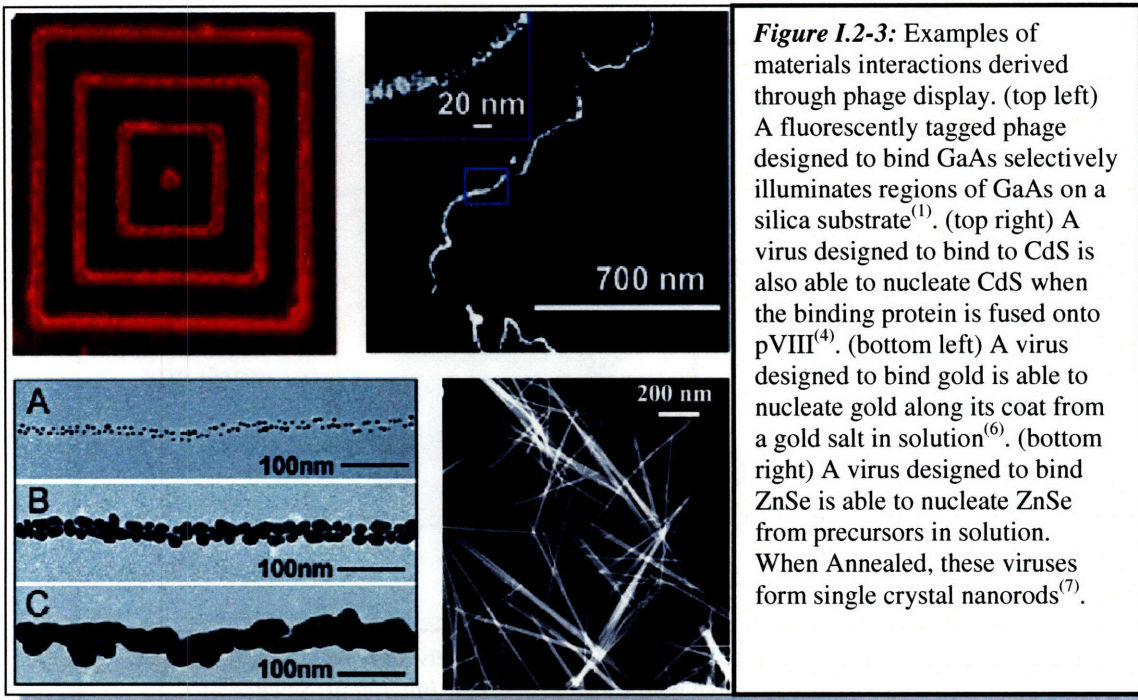 20 nm
700 nm
A
100nm
B
100nm
C
100nm
200 nm
Figure I.2-3: Examples of
materials interactions derived
through phage display. (top left)
A fluorescently tagged phage
designed to bind GaAs selectively
illuminates regions of GaAs on a
silica substrate(1). (top right) A
virus designed to bind to CdS is
also able to nucleate CdS when
the binding protein is fused onto
pVIII(4). (bottom left) A virus
designed to bind gold is able to
nucleate gold along its coat from
a gold salt in solution(6). (bottom
right) A virus designed to bind
ZnSe is able to nucleate ZnSe
from precursors in solution.
When Annealed, these viruses
form single crystal nanorods(7).